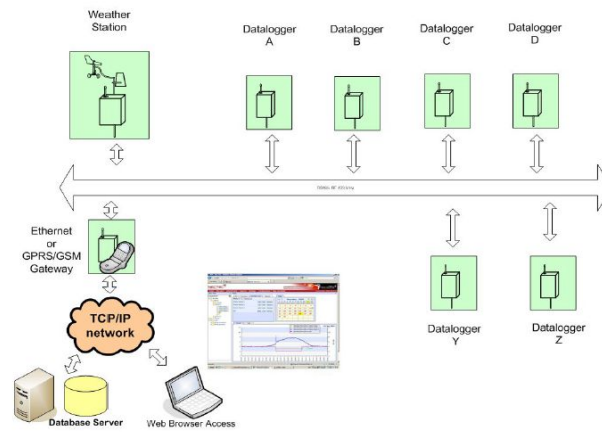 Weather
Station
Datalogger
A
Datalogger
B
Datalogger
C
Datalogger
D
Ethernet
or
GPRS/GSM
Gateway
TCP/IP
network
Datalogger
Y
Datalogger
Z
Database Server
Web Browser Access